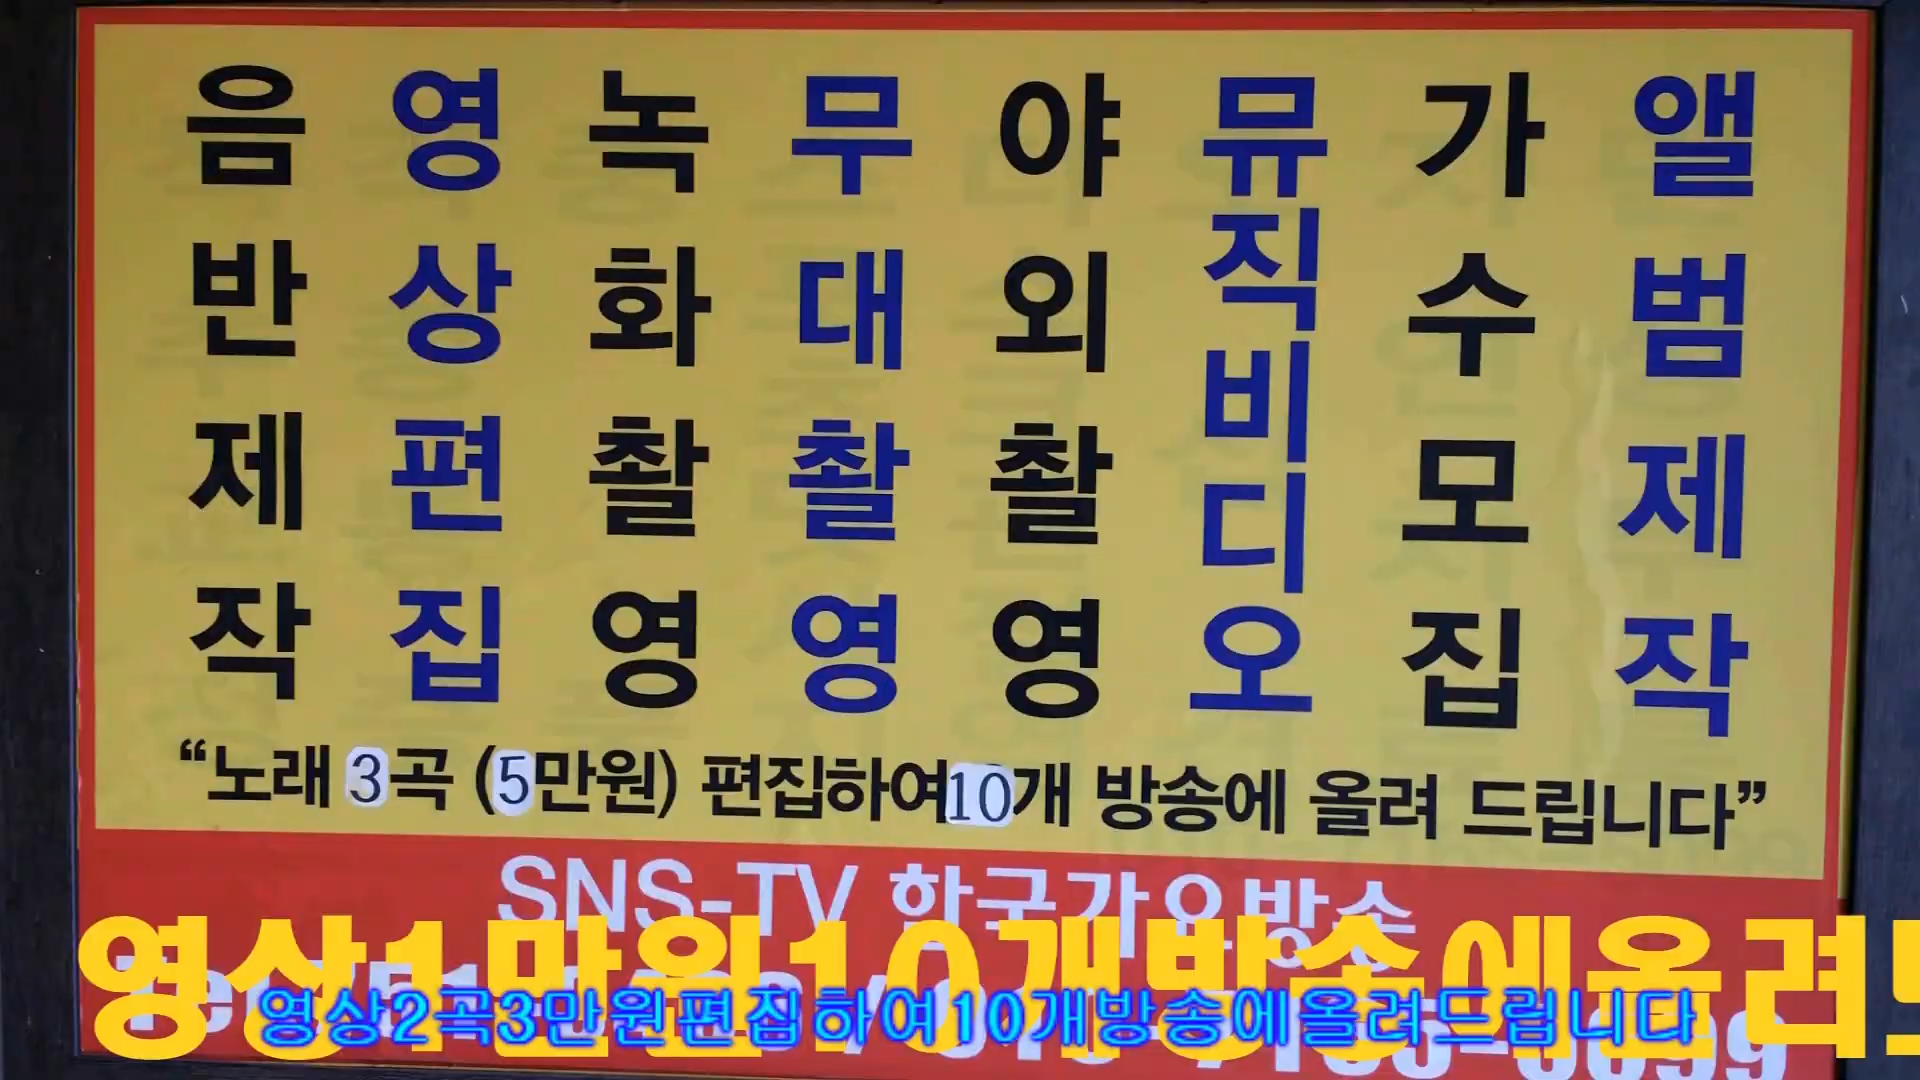 음반제작
영상편집
녹화촬영
무대촬영
야외촬영
뮤직비디오
가수모집
앨범제작
“노래 3곡 (5만원) 편집하여 10개 방송에 올려 드립니다”
SNS-TV 한국가요방송
영상1만원10개방송에올려
영상2곡3만원편집하여10개방송에올려드립니다